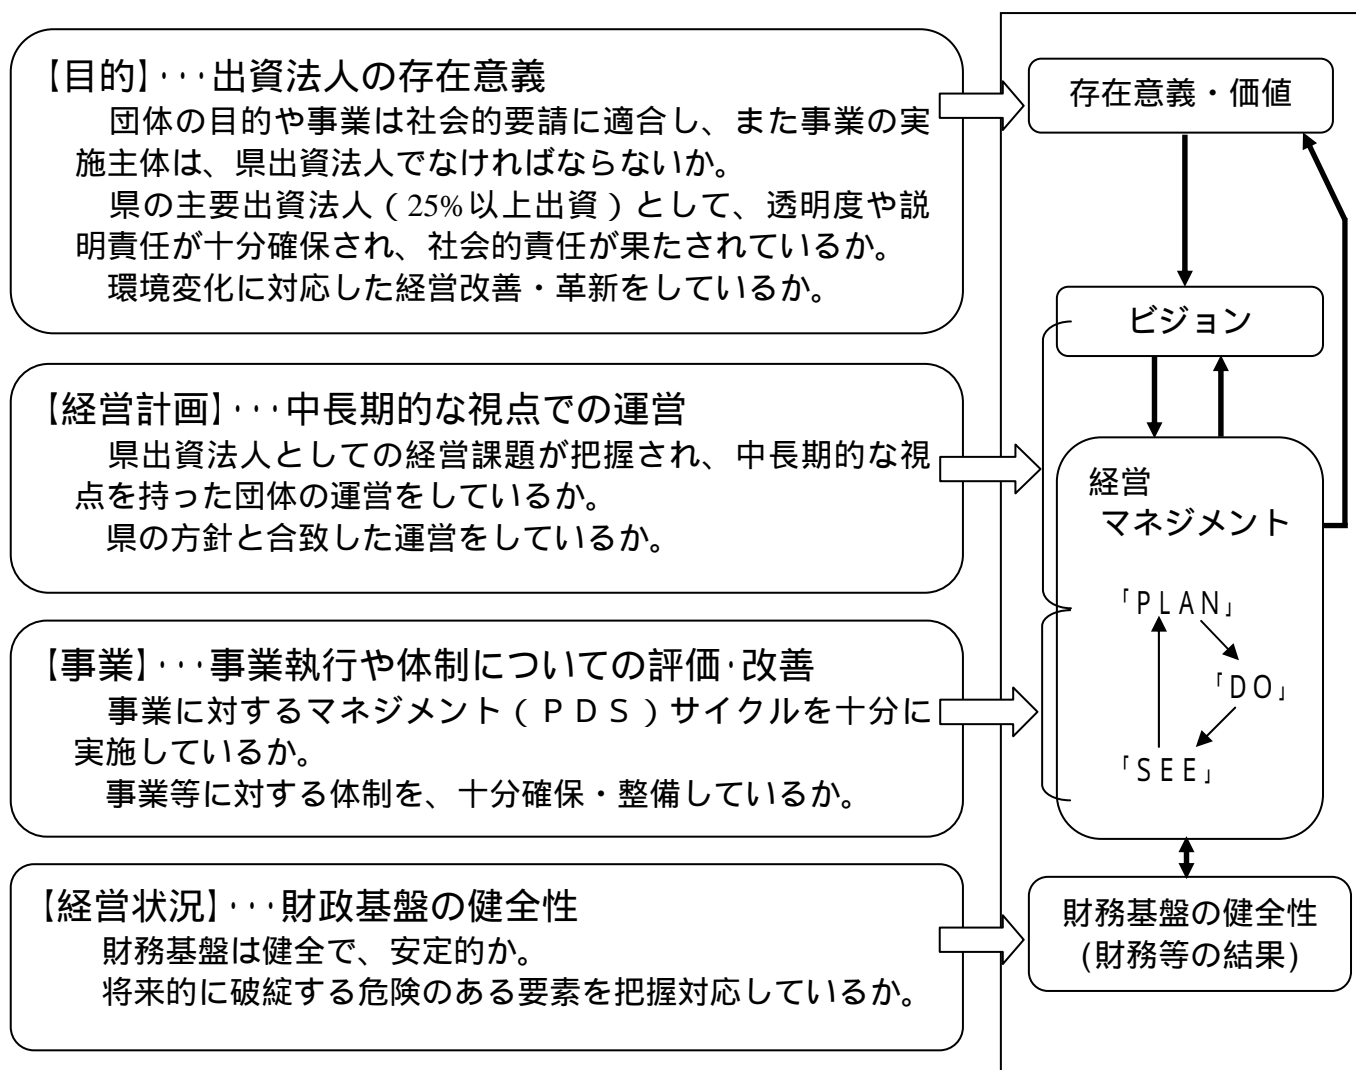 【目的】･･･出資法人の存在意義
団体の目的や事業は社会的要請に適合し、また事業の実
施主体は、県出資法人でなければならないか。
県の主要出資法人（25%以上出資）として、透明度や説
明責任が十分確保され、社会的責任が果たされているか。
環境変化に対応した経営改善・革新をしているか。
【経営計画】･･･中長期的な視点での運営
県出資法人としての経営課題が把握され、中長期的な視
点を持った団体の運営をしているか。
県の方針と合致した運営をしているか。
【事業】･･･事業執行や体制についての評価･改善
事業に対するマネジメント（ＰＤＳ）サイクルを十分に
実施しているか。
事業等に対する体制を、十分確保・整備しているか。
【経営状況】･･･財政基盤の健全性
財務基盤は健全で、安定的か。
将来的に破綻する危険のある要素を把握対応しているか。
存在意義・価値
ビジョン
経営
マネジメント
「ＰＬＡＮ」
「ＤＯ」
「ＳＥＥ」
財務基盤の健全性
(財務等の結果)